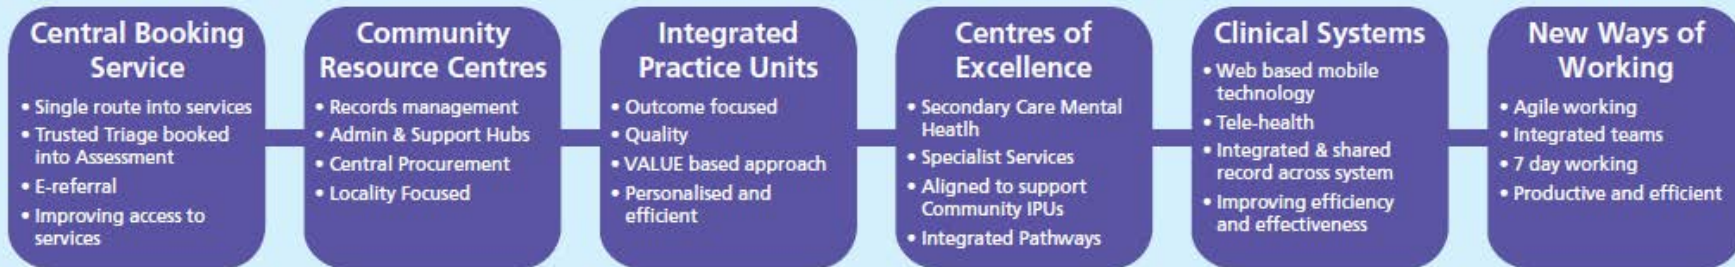 Central Booking
Service
• Single route into services
• Trusted Triage booked
into Assessment
• E-referral
• Improving access to
services
Community
Resource Centres
• Records management
• Admin & Support Hubs
• Central Procurement
• Locality Focused
Integrated
Practice Units
• Outcome focused
• Quality
• VALUE based approach
• Personalised and
efficient
Centres of
Excellence
• Secondary Care Mental
Heatlh
• Specialist Services
• Aligned to support
Community IPUs
• Integrated Pathways
Clinical Systems
• Web based mobile
technology
• Tele-health
• Integrated & shared
record across system
• Improving efficiency
and effectiveness
New Ways of
Working
• Agile working
• Integrated teams
• 7 day working
• Productive and efficient